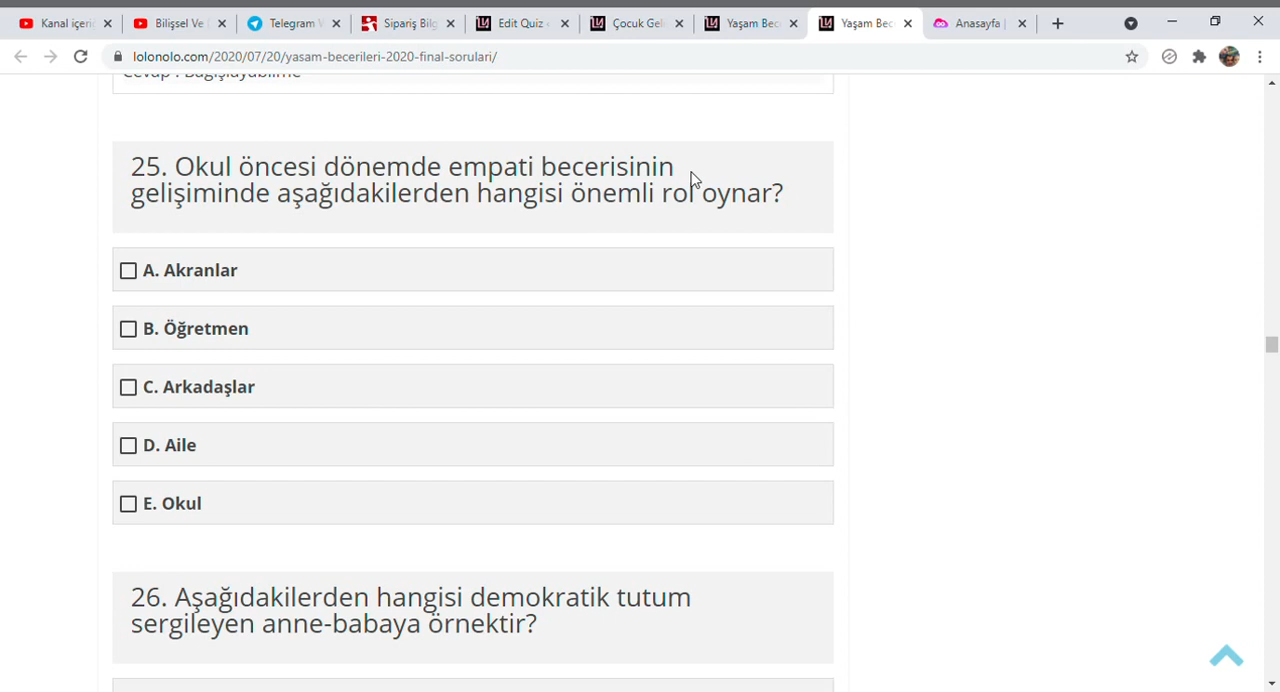 Kanal içeri
Bilişsel Ve
Telegram
Sipariş Bilg
Edit Quiz
Çocuk Gel
Yaşam Bec
Yaşam Bec
Anasayfa
lolonolo.com/2020/07/20/yasam-becerileri-2020-final-sorulari/
Cevap : Bağışlayabilme
25. Okul öncesi dönemde empati becerisinin
gelişiminde aşağıdakilerden hangisi önemli rol oynar?
A. Akranlar
B. Öğretmen
C. Arkadaşlar
D. Aile
E. Okul
26. Aşağıdakilerden hangisi demokratik tutum
sergileyen anne-babaya örnektir?